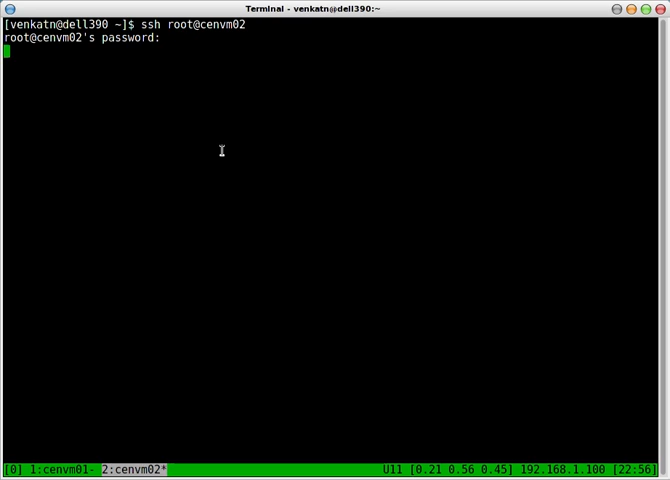 Terminal - venkatn@dell390:~
[venkatn@dell390 ~]$ ssh root@cenvm02
root@cenvm02's password:
[0] 1:cenvm01- 2:cenvm02* U11 [0.21 0.56 0.45] 192.168.1.100 [22:56]